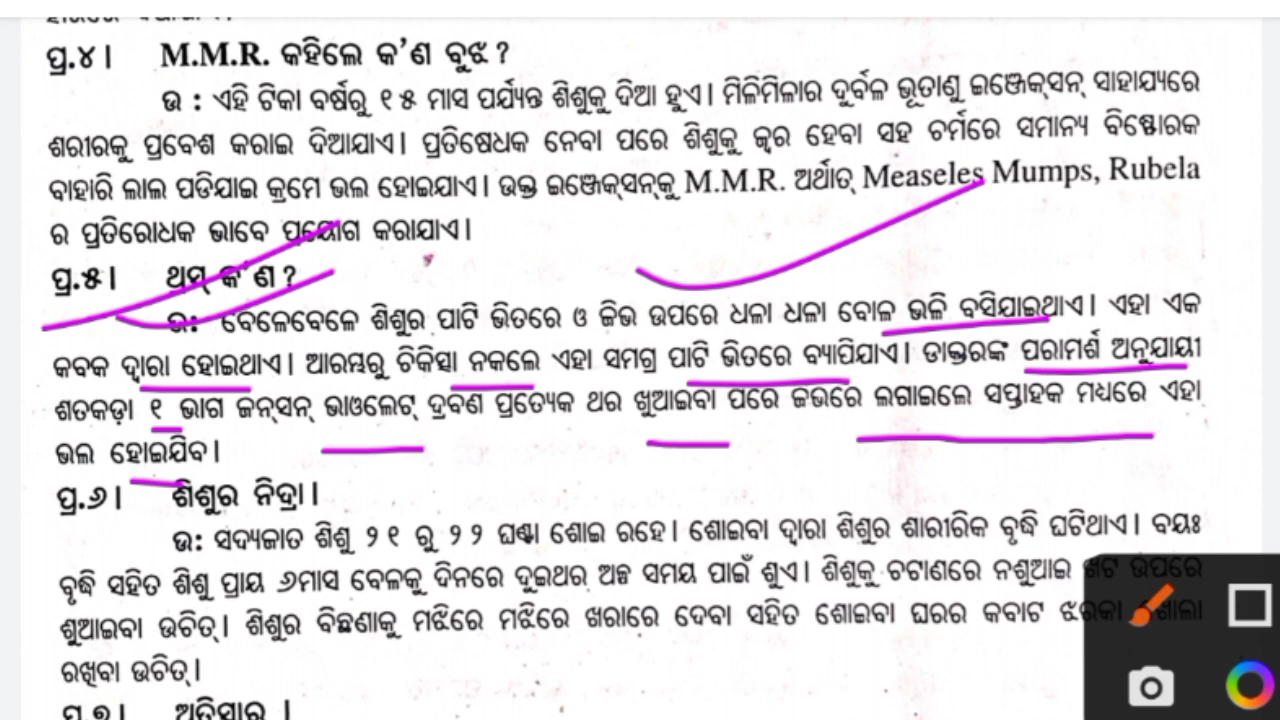 ପ୍ର.୪। M.M.R. କହିଲେ କ'ଣ ବୁଝ ?
ଉ : ଏହି ଟିକା ବର୍ଷରୁ ୧୫ ମାସ ପର୍ଯ୍ୟନ୍ତ ଶିଶୁକୁ ଦିଆ ହୁଏ। ମିଳିମିଳାର ଦୁର୍ବଳ ଭୂତାଣୁ ଇଞ୍ଜେକ୍‌ସନ୍ ସାହାଯ୍ୟରେ
ଶରୀରକୁ ପ୍ରବେଶ କରାଇ ଦିଆଯାଏ। ପ୍ରତିଷେଧକ ନେବା ପରେ ଶିଶୁକୁ ଜ୍ୱର ହେବା ସହ ଚର୍ମରେ ସମାନ୍ୟ ବିଷ୍ଫୋରକ
ବାହାରି ଲାଲ ପଡିଯାଇ କ୍ରମେ ଭଲ ହୋଇଯାଏ। ଉକ୍ତ ଇଞ୍ଜେକ୍‌ସନ୍‌କୁ M.M.R. ଅର୍ଥାତ୍ Measeles Mumps, Rubela
ର ପ୍ରତିରୋଧକ ଭାବେ ପ୍ରୟୋଗ କରାଯାଏ।
ପ୍ର.୫। ଥସ୍ କ'ଣ ?
ଉ: ବେଳେବେଳେ ଶିଶୁର ପାଟି ଭିତରେ ଓ ଜିଭ ଉପରେ ଧଳା ଧଳା ବୋଳ ଭଳି ବସିଯାଇଥାଏ। ଏହା ଏକ
କବକ ଦ୍ୱାରା ହୋଇଥାଏ। ଆରମ୍ଭରୁ ଚିକିତ୍ସା ନକଲେ ଏହା ସମଗ୍ର ପାଟି ଭିତରେ ବ୍ୟାପିଯାଏ। ଡାକ୍ତରଙ୍କ ପରାମର୍ଶ ଅନୁଯାୟୀ
ଶତକଡ଼ା ୧ ଭାଗ ଜନ୍‌ସନ୍ ଭାଓଲେଟ୍ ଦ୍ରବଣ ପ୍ରତ୍ୟେକ ଥର ଖୁଆଇବା ପରେ ଜିଭରେ ଲଗାଇଲେ ସପ୍ତାହକ ମଧ୍ୟରେ ଏହା
ଭଲ ହୋଇଯିବ।
ପ୍ର.୬। ଶିଶୁର ନିଦ୍ରା।
ଉ: ସଦ୍ୟଜାତ ଶିଶୁ ୨୧ ରୁ ୨୨ ଘଣ୍ଟା ଶୋଇ ରହେ। ଶୋଇବା ଦ୍ୱାରା ଶିଶୁର ଶାରୀରିକ ବୃଦ୍ଧି ଘଟିଥାଏ। ବୟଃ
ବୃଦ୍ଧି ସହିତ ଶିଶୁ ପ୍ରାୟ ୬ମାସ ବେଳକୁ ଦିନରେ ଦୁଇଥର ଅଳ୍ପ ସମୟ ପାଇଁ ଶୁଏ। ଶିଶୁକୁ ଚଟାଣରେ ନଶୁଆଇ ଖଟ ଉପରେ
ଶୁଆଇବା ଉଚିତ୍। ଶିଶୁର ବିଛଣାକୁ ମଝିରେ ମଝିରେ ଖରାରେ ଦେବା ସହିତ ଶୋଇବା ଘରର କବାଟ ଝରକା ଖୋଲା
ରଖିବା ଉଚିତ୍।
ପ୍ର.୭। ଅତିସାର ।